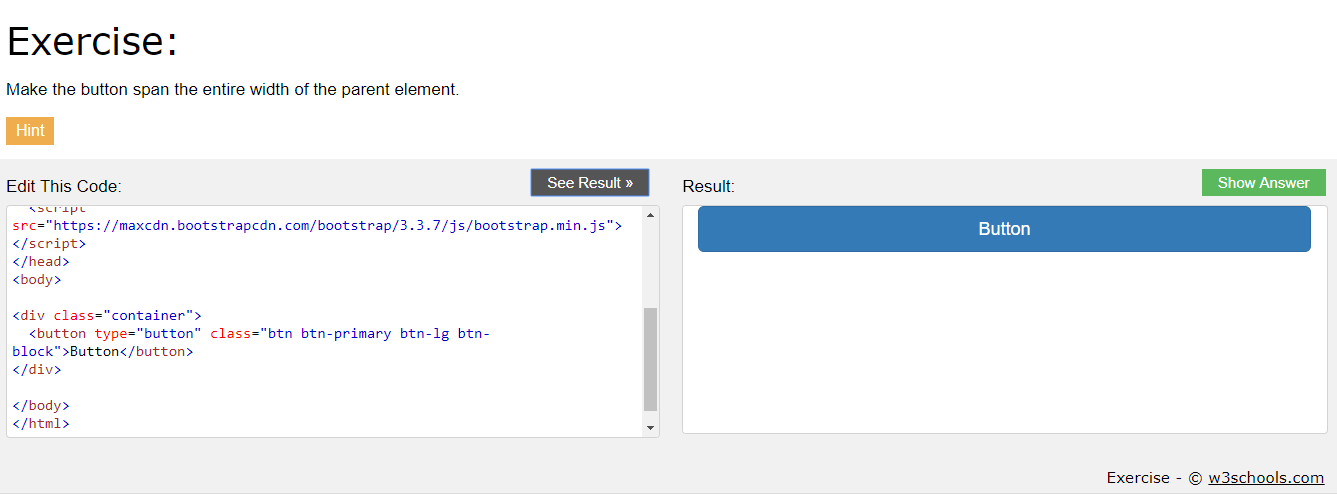 Exercise:
Make the button span the entire width of the parent element.
Hint
Edit This Code:
See Result »
Result:
Show Answer
<script
src="https://maxcdn.bootstrapcdn.com/bootstrap/3.3.7/js/bootstrap.min.js">
</script>
</head>
<body>
<div class="container">
<button type="button" class="btn btn-primary btn-lg btn-
block">Button</button>
</div>
</body>
</html>
Button
Exercise - © w3schools.com